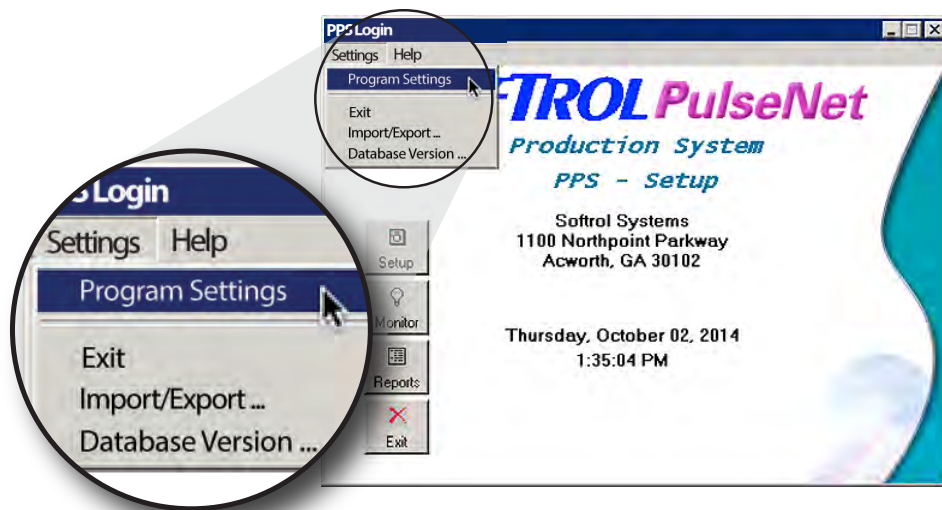 PPS Login
Settings Help
Program Settings
Exit
Import/Export ...
Database Version ...
TROL PulseNet
Production System
PPS - Setup
Softrol Systems
1100 Northpoint Parkway
Acworth, GA 30102
Thursday, October 02, 2014
1:35:04 PM
Setup
Monitor
Reports
Exit
Login
Settings Help
Program Settings
Exit
Import/Export ...
Database Version ...